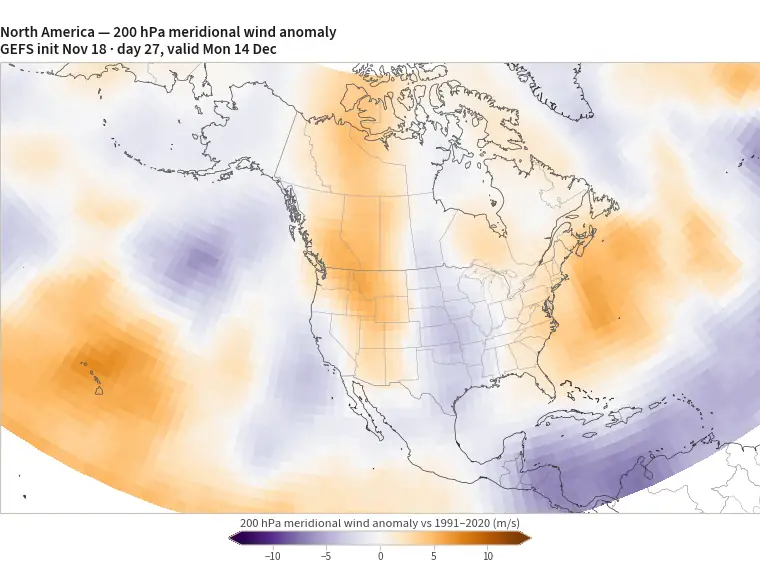 North America — 200 hPa meridional wind anomaly
GEFS init Nov 18 · day 27, valid Mon 14 Dec
200 hPa meridional wind anomaly vs 1991–2020 (m/s)
−10 −5 0 5 10